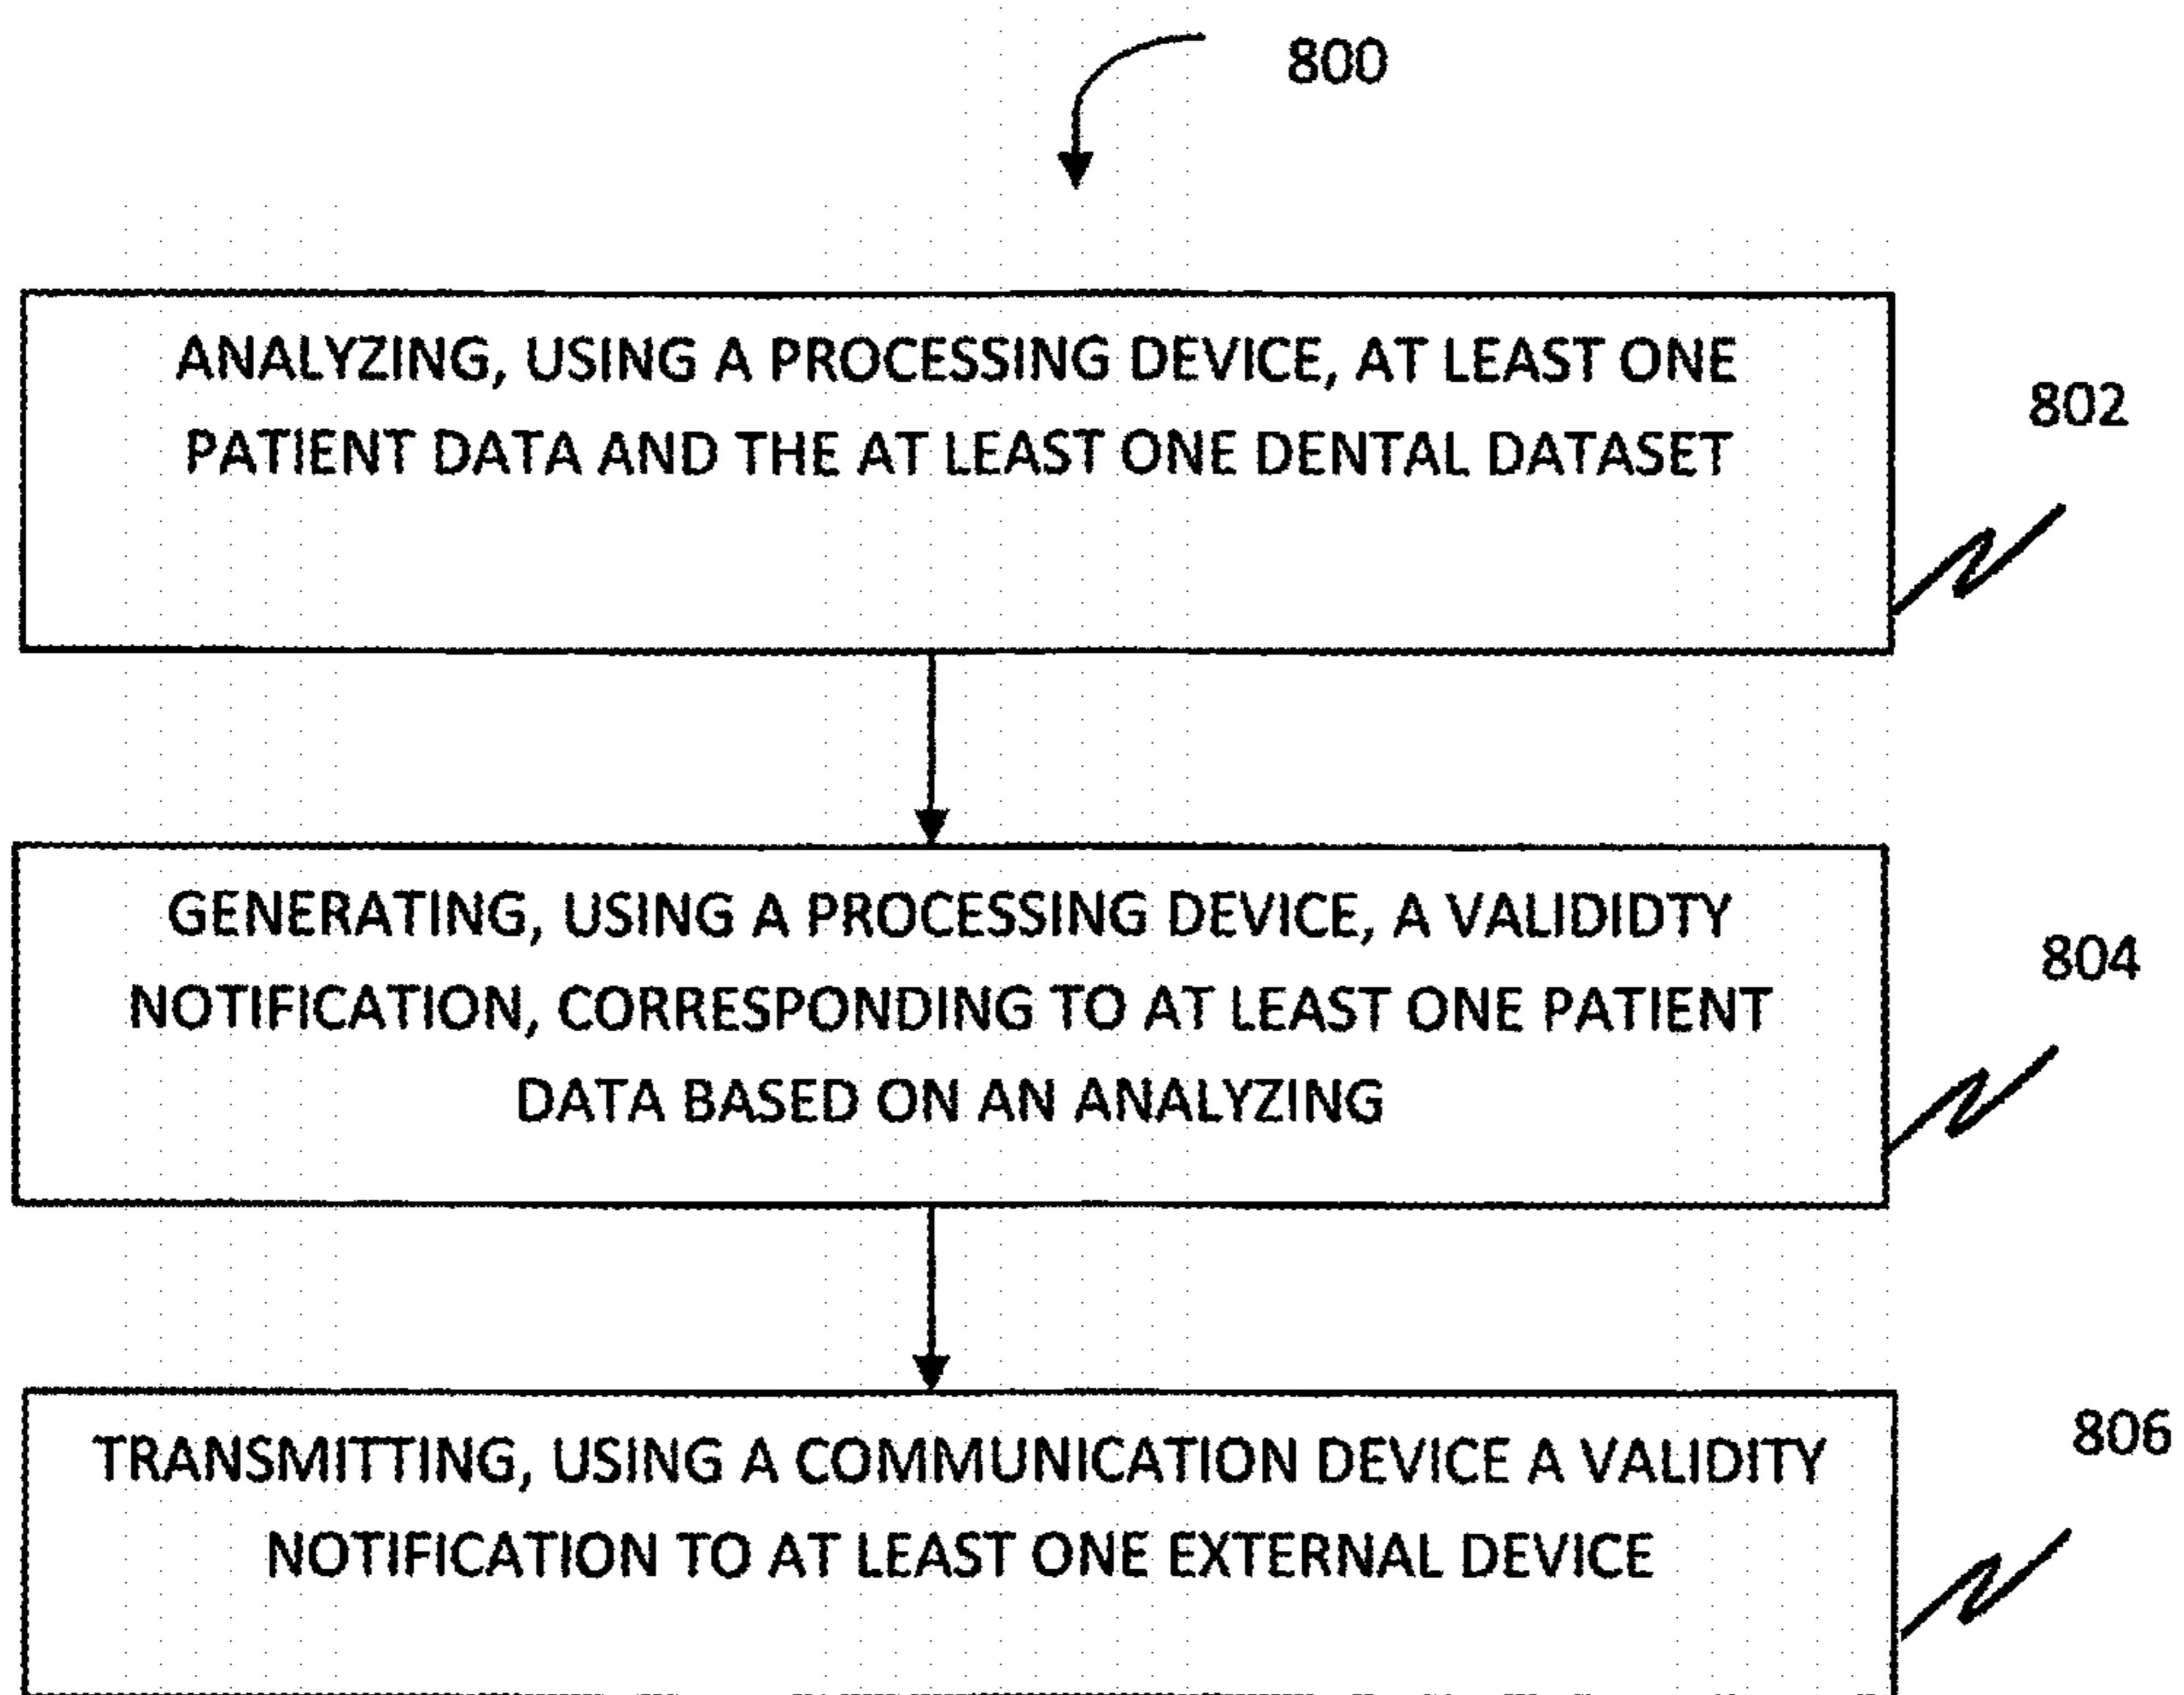 800
ANALYZING, USING A PROCESSING DEVICE, AT LEAST ONE
PATIENT DATA AND THE AT LEAST ONE DENTAL DATASET
802
GENERATING, USING A PROCESSING DEVICE, A VALIDIDTY
NOTIFICATION, CORRESPONDING TO AT LEAST ONE PATIENT
DATA BASED ON AN ANALYZING
804
TRANSMITTING, USING A COMMUNICATION DEVICE A VALIDITY
NOTIFICATION TO AT LEAST ONE EXTERNAL DEVICE
806